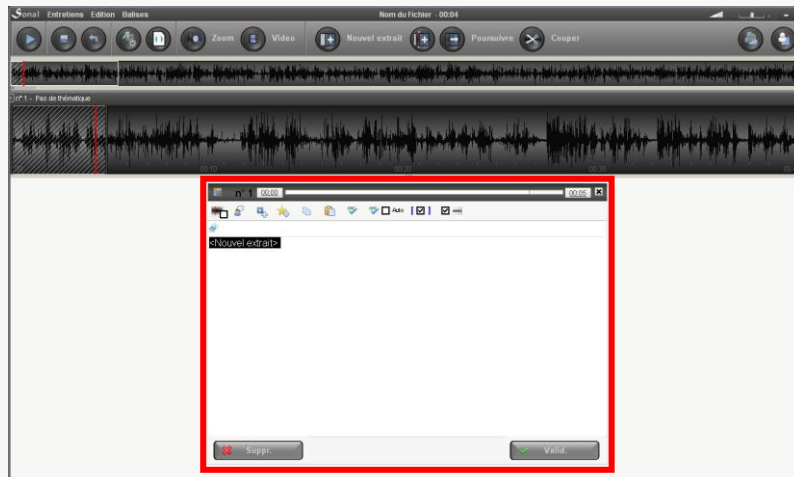 Sonal Entretiens Edition Balises Nom du Fichier - 00:04
Zoom Video Nouvel extrait Poursuivre Couper
n° 1 - Pas de thématique
00:10 00:20 00:30
n° 1 00:00 00:05
Auto
<Nouvel extrait>
Suppr. Valid.